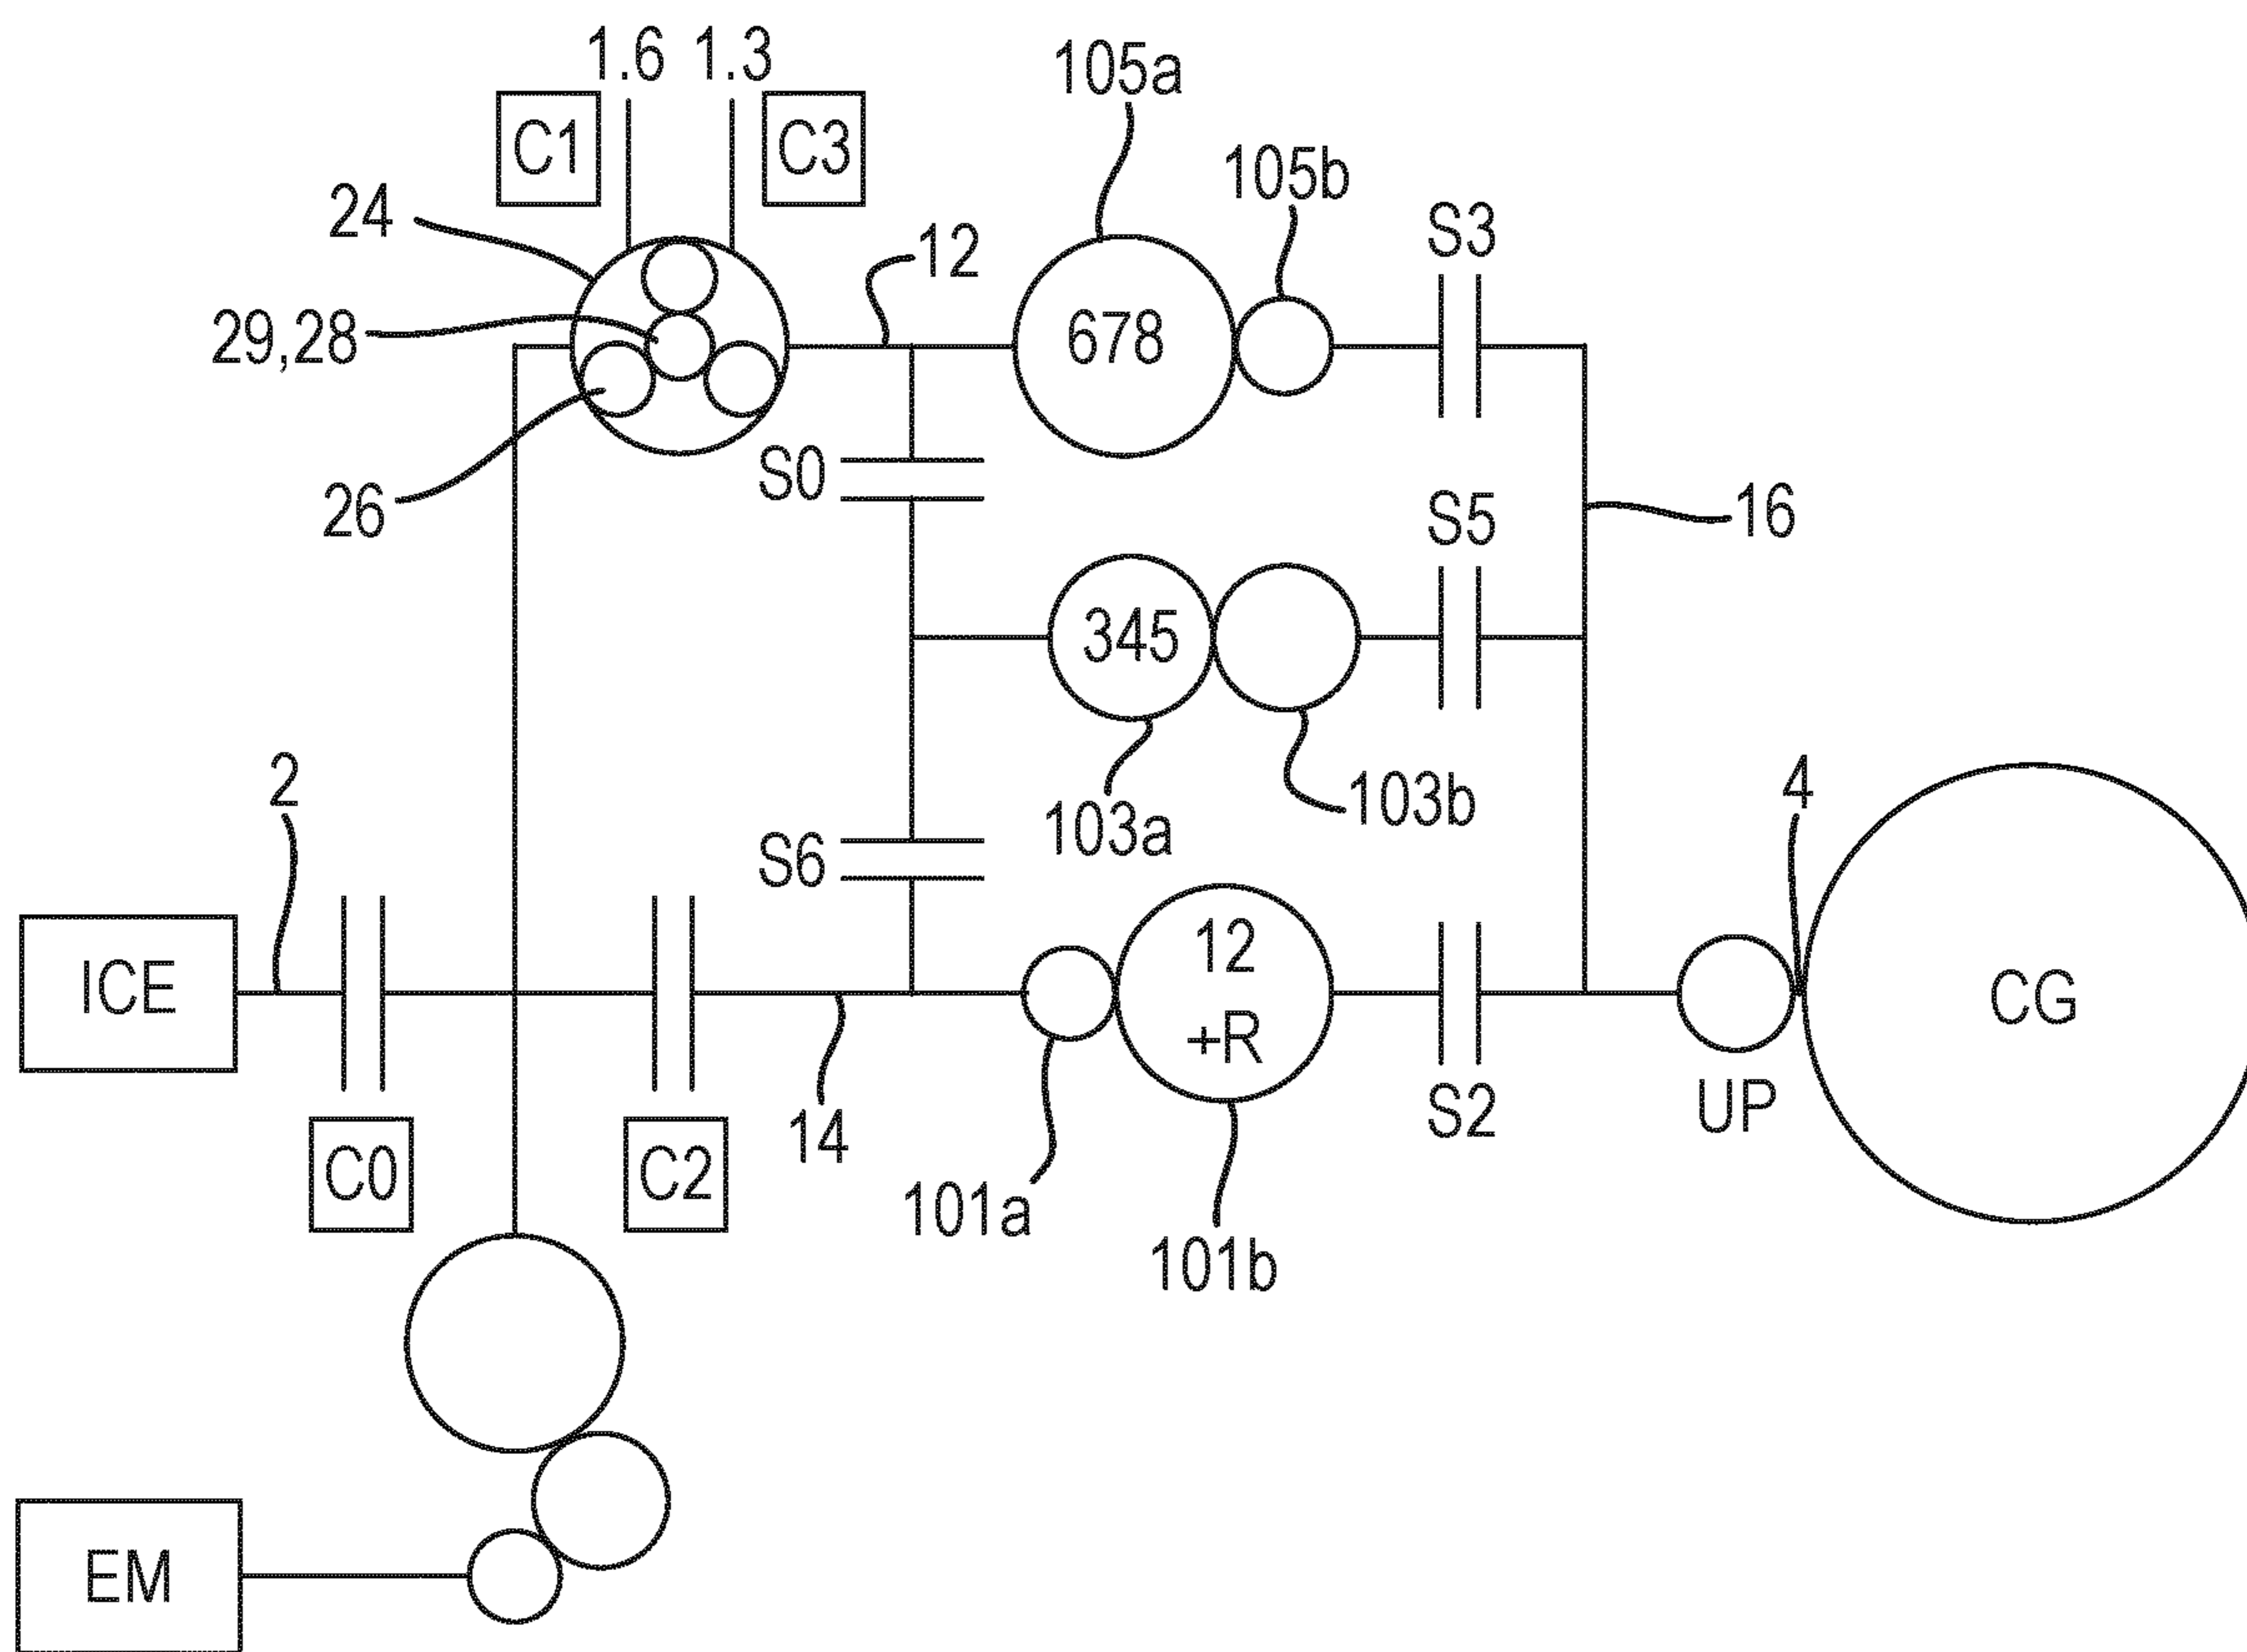 1.6 1.3
C1
C3
105a
105b
24
12
S3
29,28
678
S0
S5
26
16
345
2
103a
103b
4
S6
ICE
12
+R
CG
C0
C2
14
101a
101b
S2
UP
EM